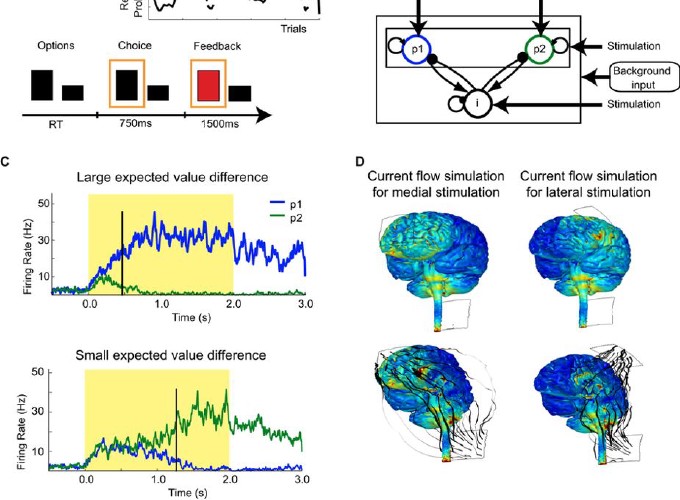 Trials
Options
Choice
Feedback
RT
750ms
1500ms
p1
p2
i
Stimulation
Background
input
Stimulation
C
Large expected value difference
Firing Rate (Hz)
50
30
10
p1
p2
0.0
1.0
2.0
3.0
Time (s)
Small expected value difference
Firing Rate (Hz)
50
30
10
0.0
1.0
2.0
3.0
Time (s)
D
Current flow simulation
for medial stimulation
Current flow simulation
for lateral stimulation